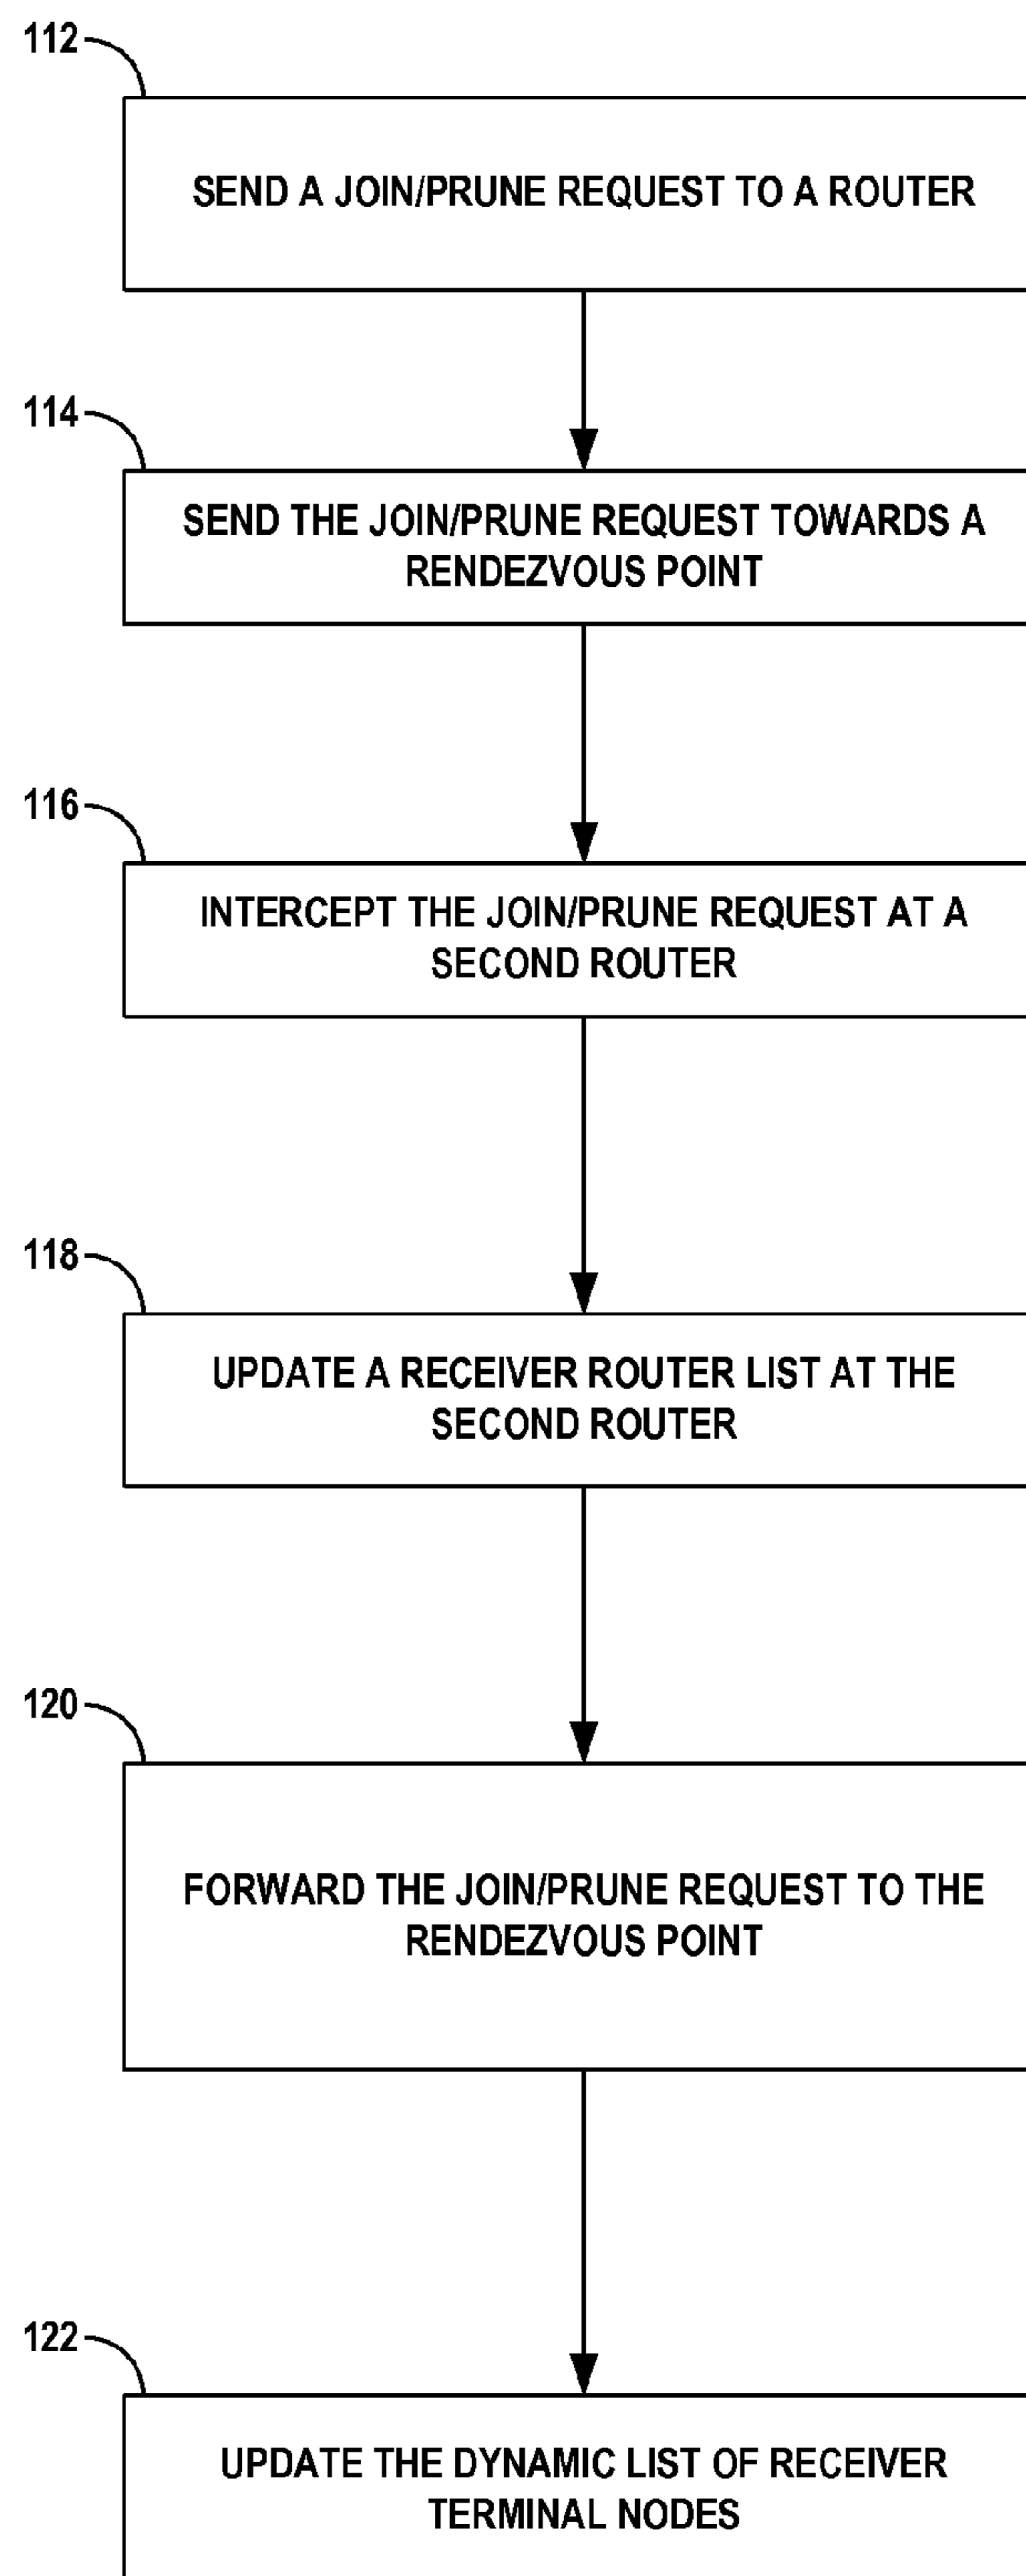 112
SEND A JOIN/PRUNE REQUEST TO A ROUTER
114
SEND THE JOIN/PRUNE REQUEST TOWARDS A
RENDEZVOUS POINT
116
INTERCEPT THE JOIN/PRUNE REQUEST AT A
SECOND ROUTER
118
UPDATE A RECEIVER ROUTER LIST AT THE
SECOND ROUTER
120
FORWARD THE JOIN/PRUNE REQUEST TO THE
RENDEZVOUS POINT
122
UPDATE THE DYNAMIC LIST OF RECEIVER
TERMINAL NODES